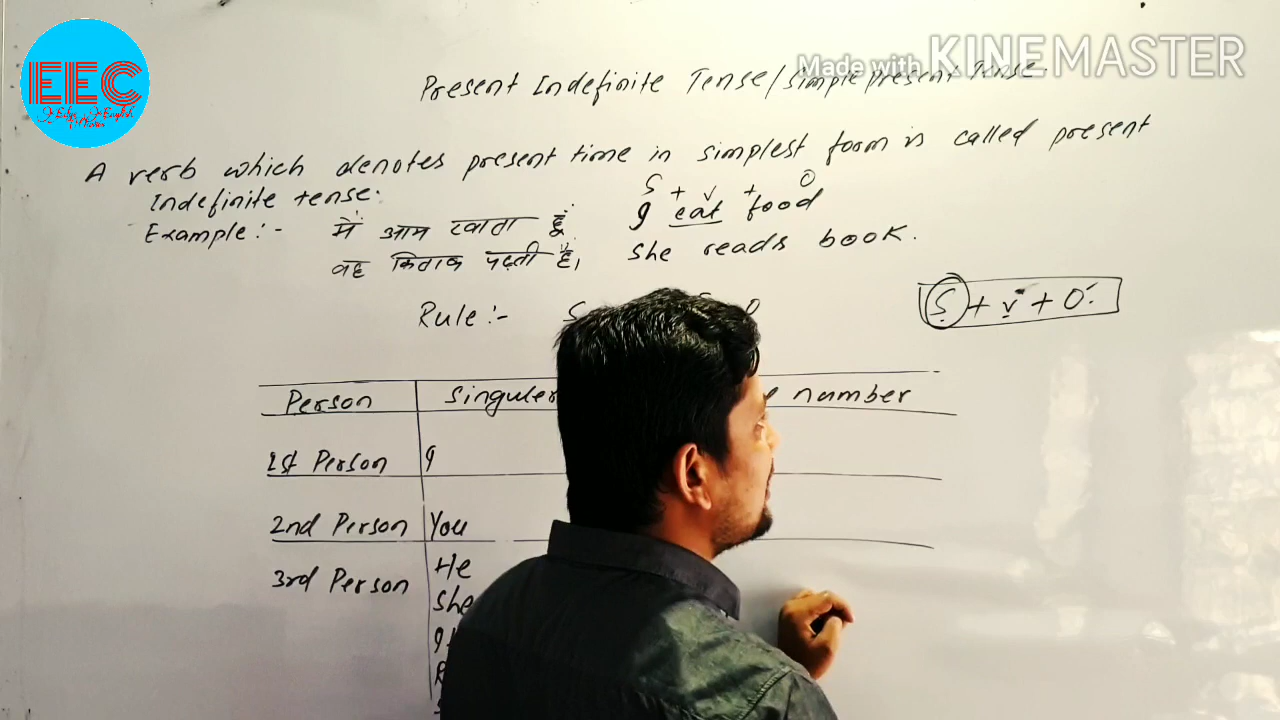 EEC
Made with KINEMASTER
Present Indefinite Tense/Simple present Tense.
A verb which denotes present time in simplest form is called present
Indefinite tense.
S + V + O
Example:- में आम खाता हूँ. I eat food
वह किताब पढ़ती है। She reads book.
Rule:- S O
S + V + O.
Person Singuler number
1st Person I
2nd Person You
3rd Person He
She